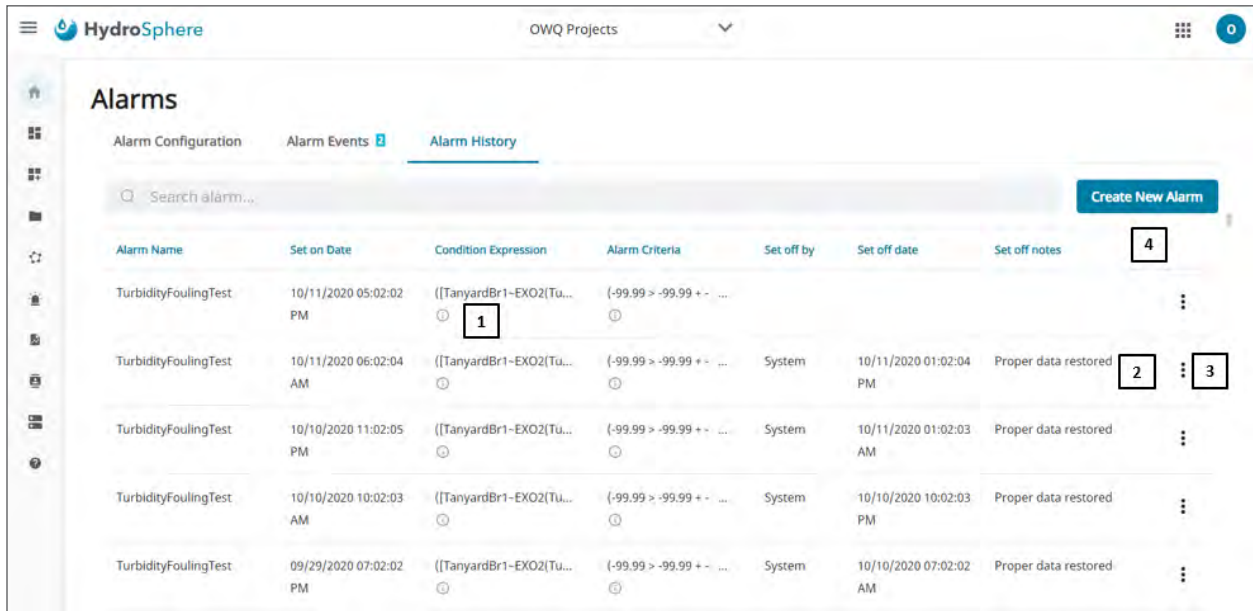 HydroSphere OWQ Projects O
Alarms
Alarm Configuration Alarm Events 2 Alarm History
Search alarm... Create New Alarm
Alarm Name Set on Date Condition Expression Alarm Criteria Set off by Set off date Set off notes 4
TurbidityFoulingTest 10/11/2020 05:02:02 ([TanyardBr1~EXO2(Tu... (-99.99 > -99.99 + - ...
PM 1
TurbidityFoulingTest 10/11/2020 06:02:04 ([TanyardBr1~EXO2(Tu... (-99.99 > -99.99 + - ... System 10/11/2020 01:02:04 Proper data restored 2 3
AM PM
TurbidityFoulingTest 10/10/2020 11:02:05 ([TanyardBr1~EXO2(Tu... (-99.99 > -99.99 + - ... System 10/11/2020 01:02:03 Proper data restored
PM AM
TurbidityFoulingTest 10/10/2020 10:02:03 ([TanyardBr1~EXO2(Tu... (-99.99 > -99.99 + - ... System 10/10/2020 10:02:03 Proper data restored
AM PM
TurbidityFoulingTest 09/29/2020 07:02:02 ([TanyardBr1~EXO2(Tu... (-99.99 > -99.99 + - ... System 10/10/2020 07:02:02 Proper data restored
PM AM